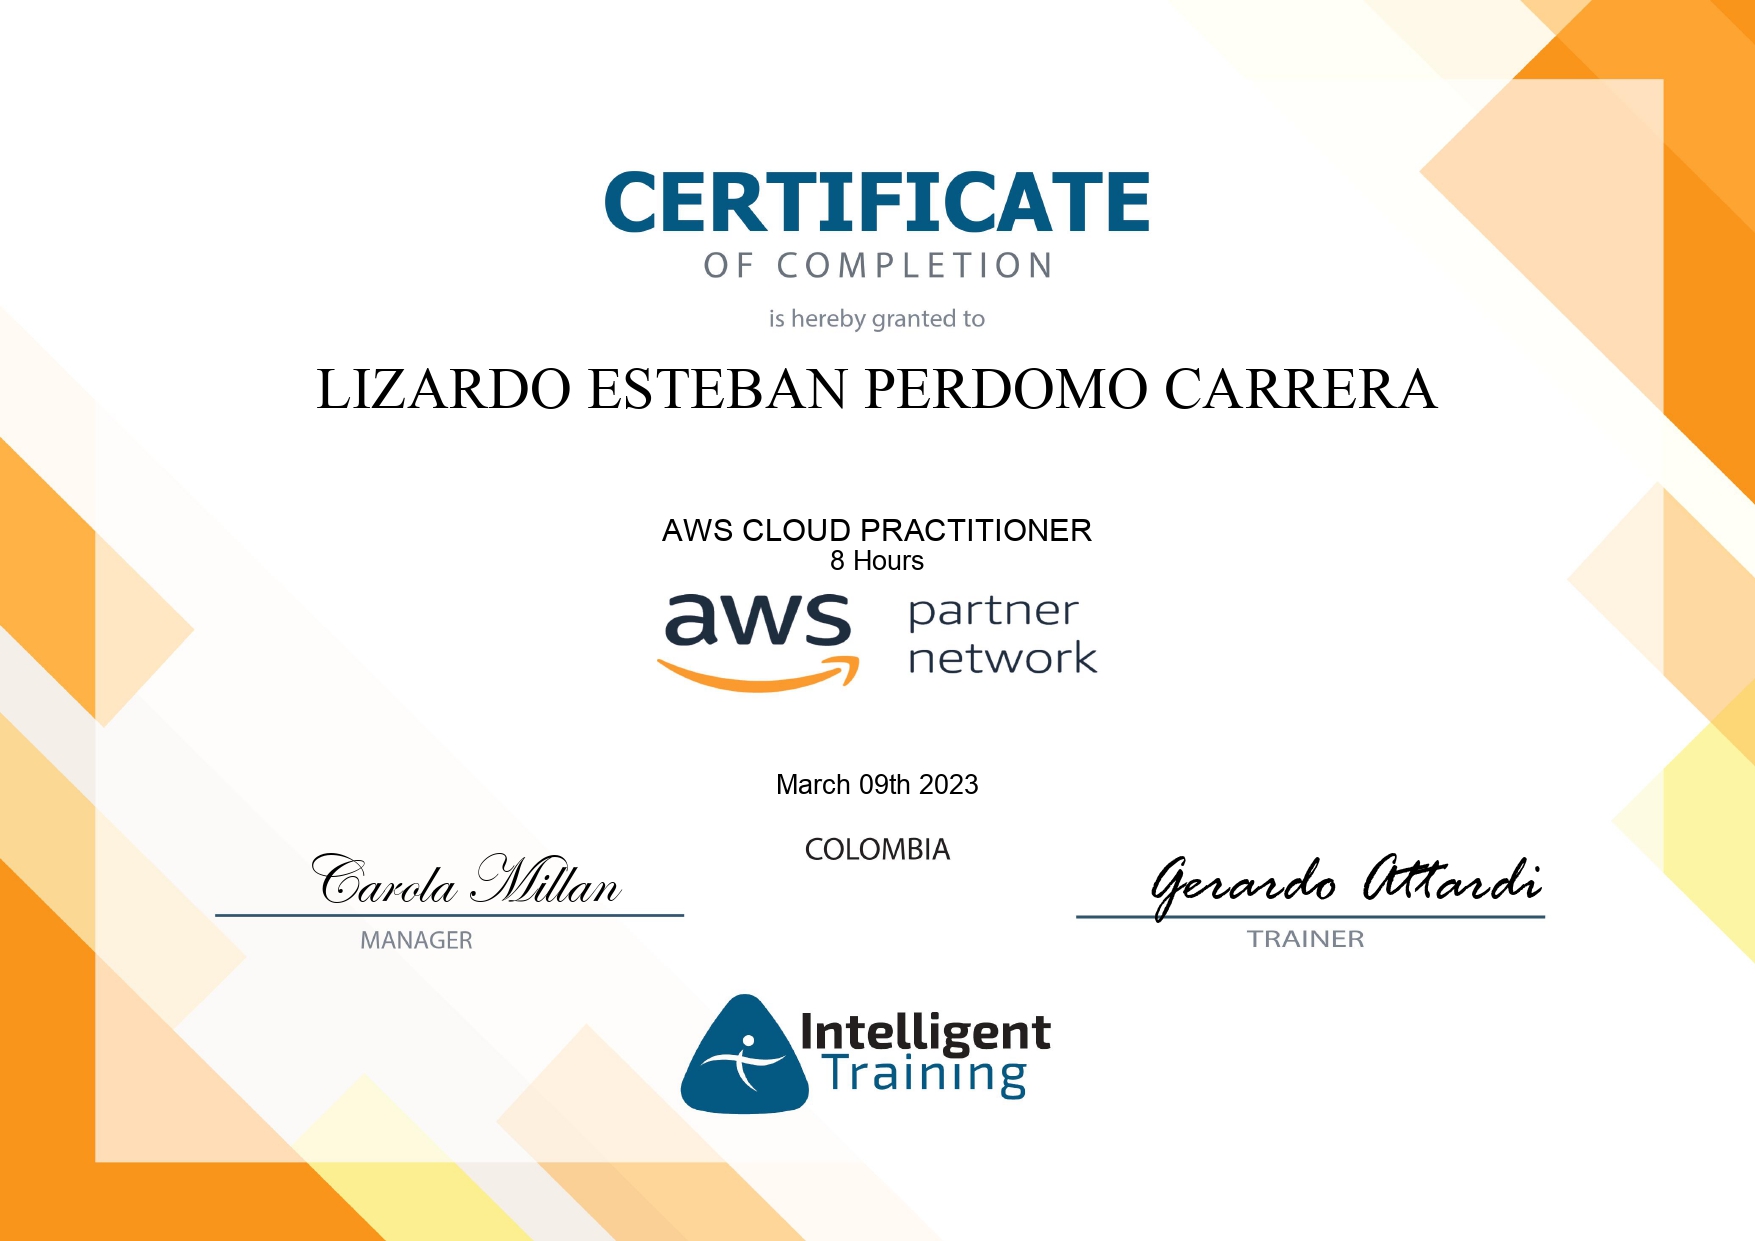 CERTIFICATE
OF COMPLETION
is hereby granted to
LIZARDO ESTEBAN PERDOMO CARRERA
AWS CLOUD PRACTITIONER
8 Hours
aws partner
network
March 09th 2023
COLOMBIA
Carola Millan
MANAGER
Gerardo Attardi
TRAINER
Intelligent
Training